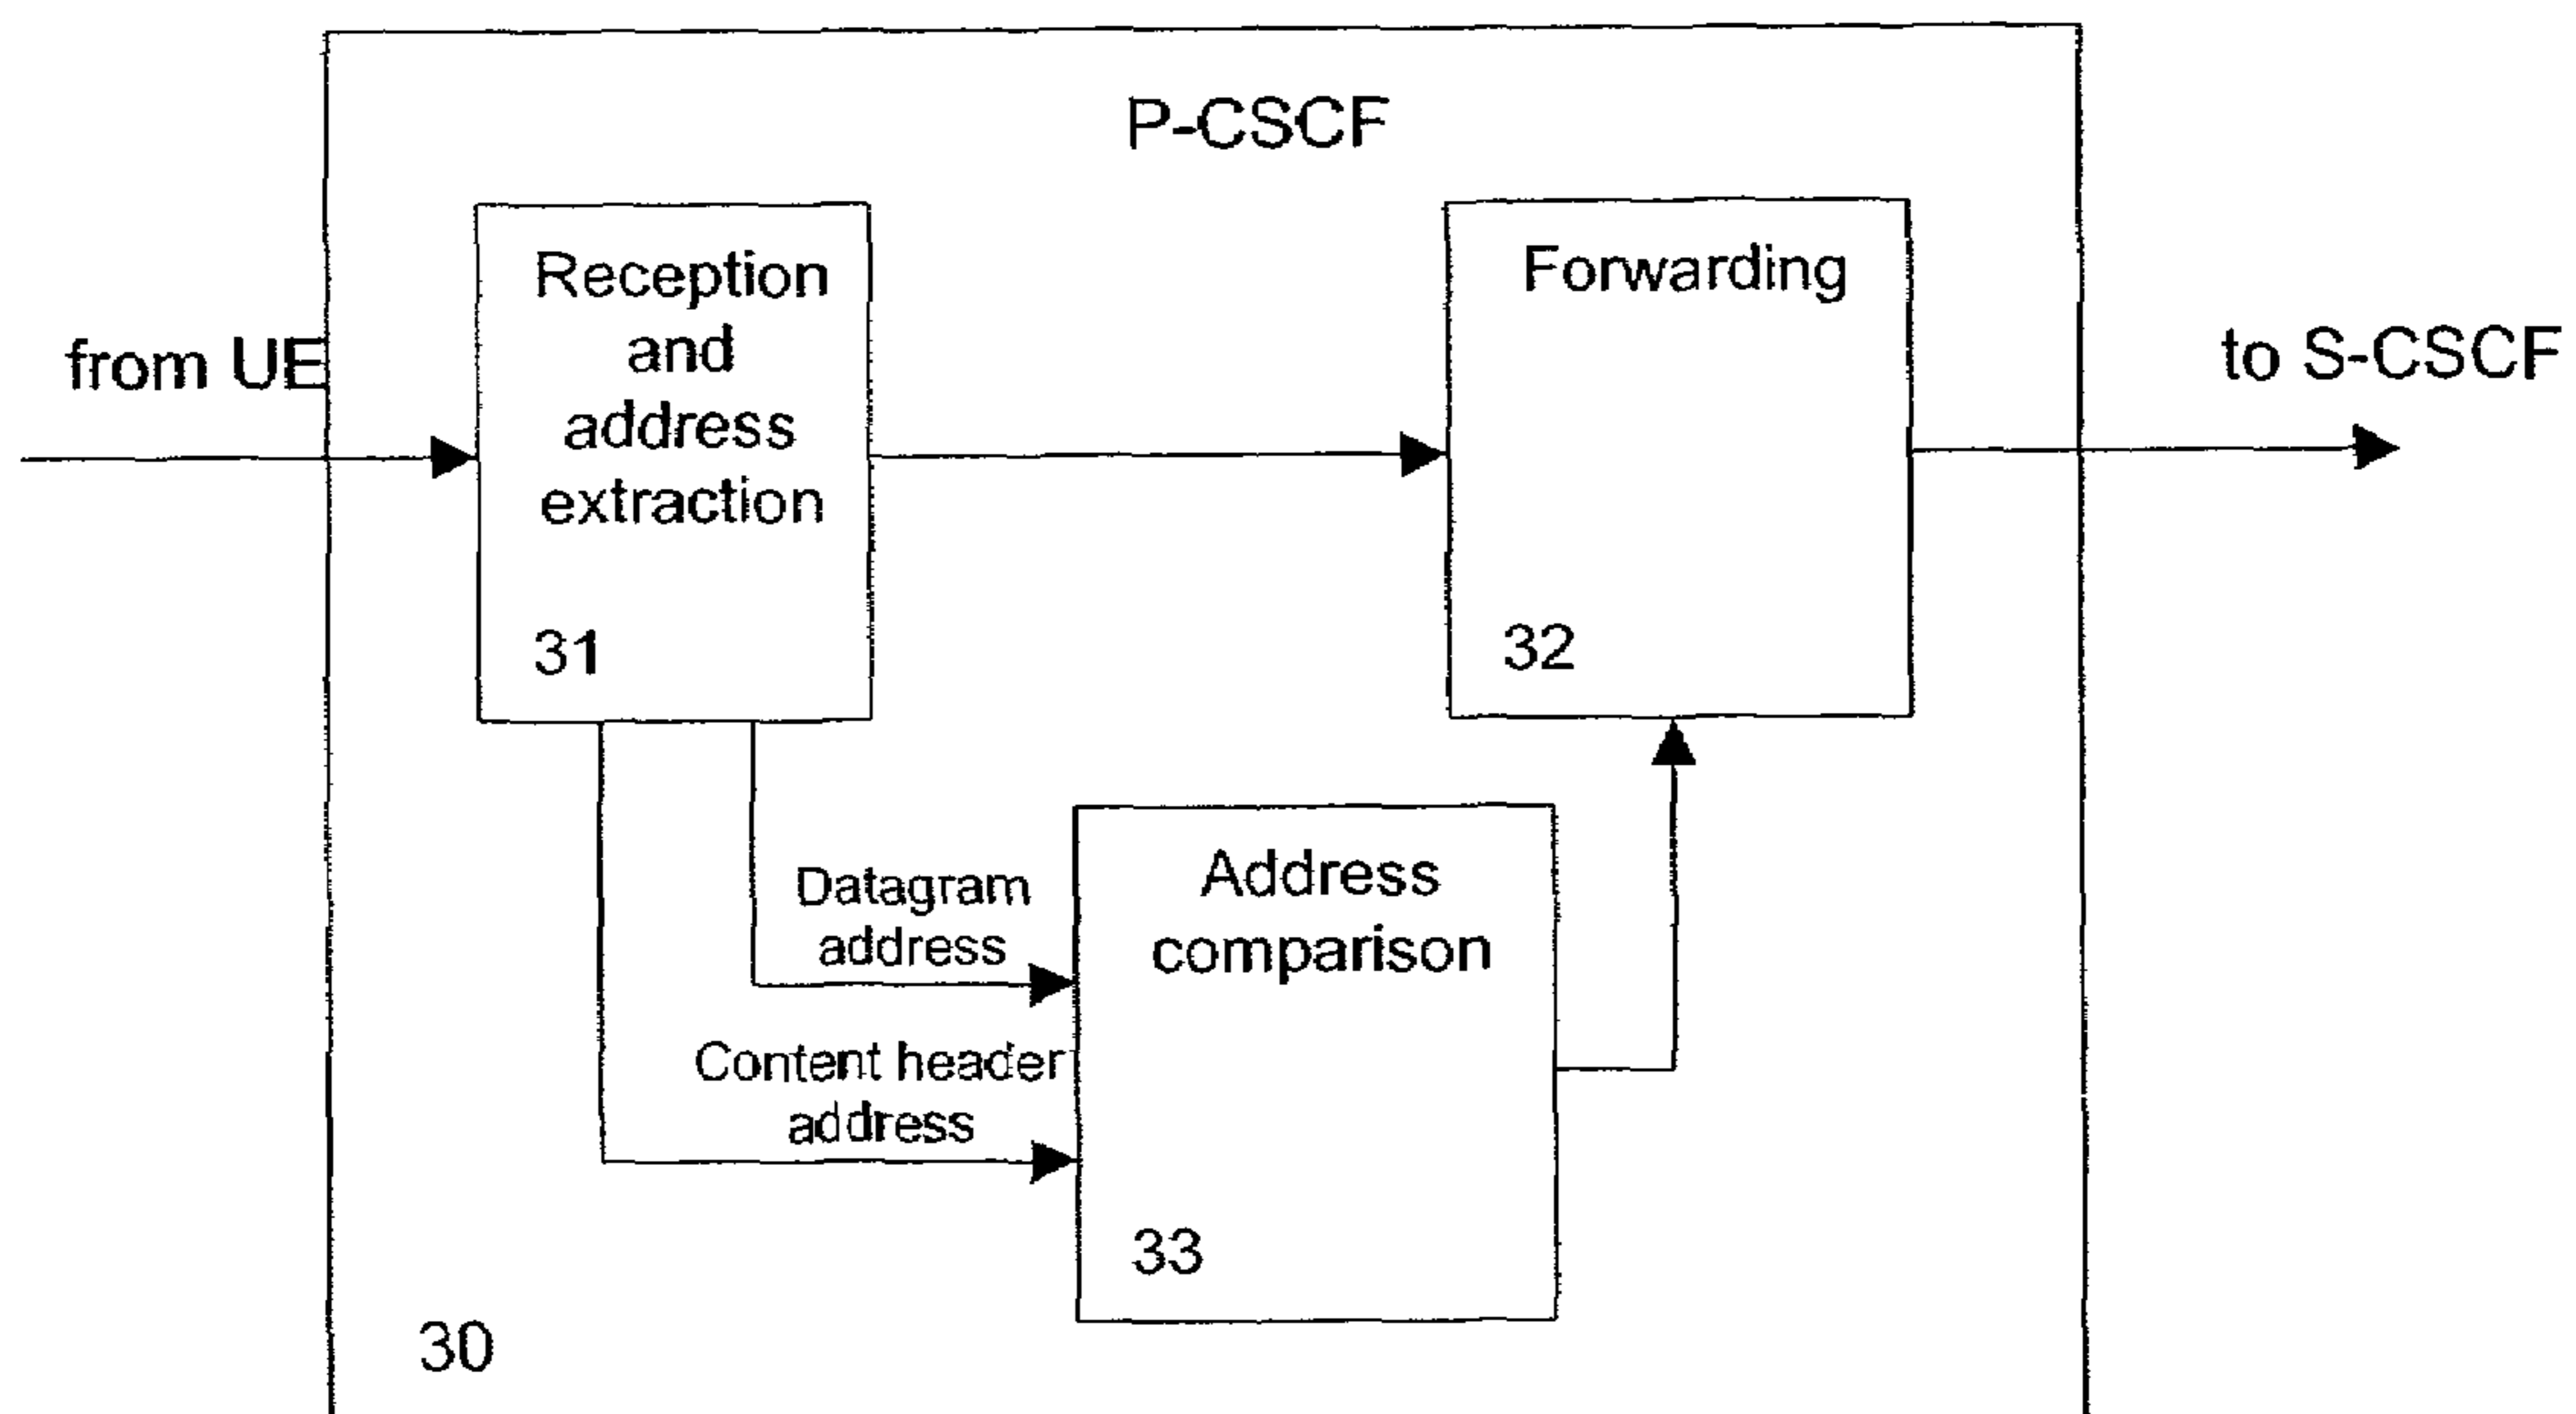 P-CSCF
from UE
Reception
and
address
extraction
31
Forwarding
32
to S-CSCF
Datagram
address
Content header
address
Address
comparison
33
30